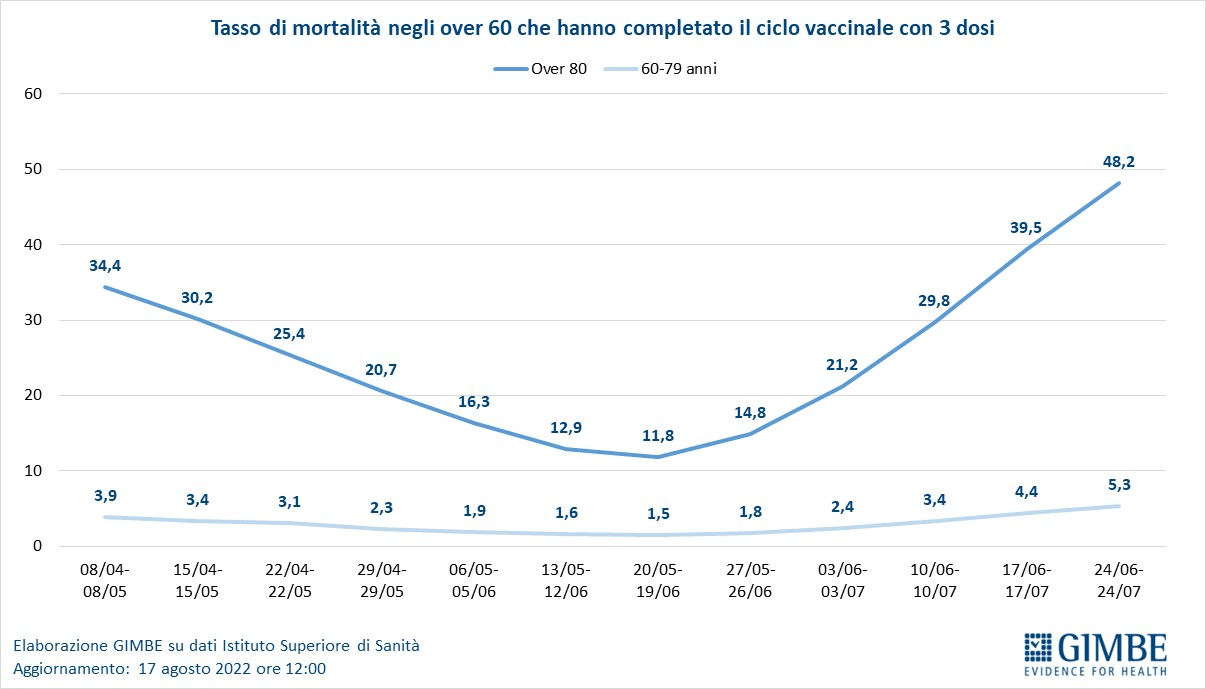 Tasso di mortalità negli over 60 che hanno completato il ciclo vaccinale con 3 dosi
Over 80 60-79 anni
60
50
40
30
20
10
0
34,4 30,2 25,4 20,7 16,3 12,9 11,8 14,8 21,2 29,8 39,5 48,2
3,9 3,4 3,1 2,3 1,9 1,6 1,5 1,8 2,4 3,4 4,4 5,3
08/04- 15/04- 22/04- 29/04- 06/05- 13/05- 20/05- 27/05- 03/06- 10/06- 17/06- 24/06-
08/05 15/05 22/05 29/05 05/06 12/06 19/06 26/06 03/07 10/07 17/07 24/07
Elaborazione GIMBE su dati Istituto Superiore di Sanità
Aggiornamento: 17 agosto 2022 ore 12:00
GIMBE
EVIDENCE FOR HEALTH